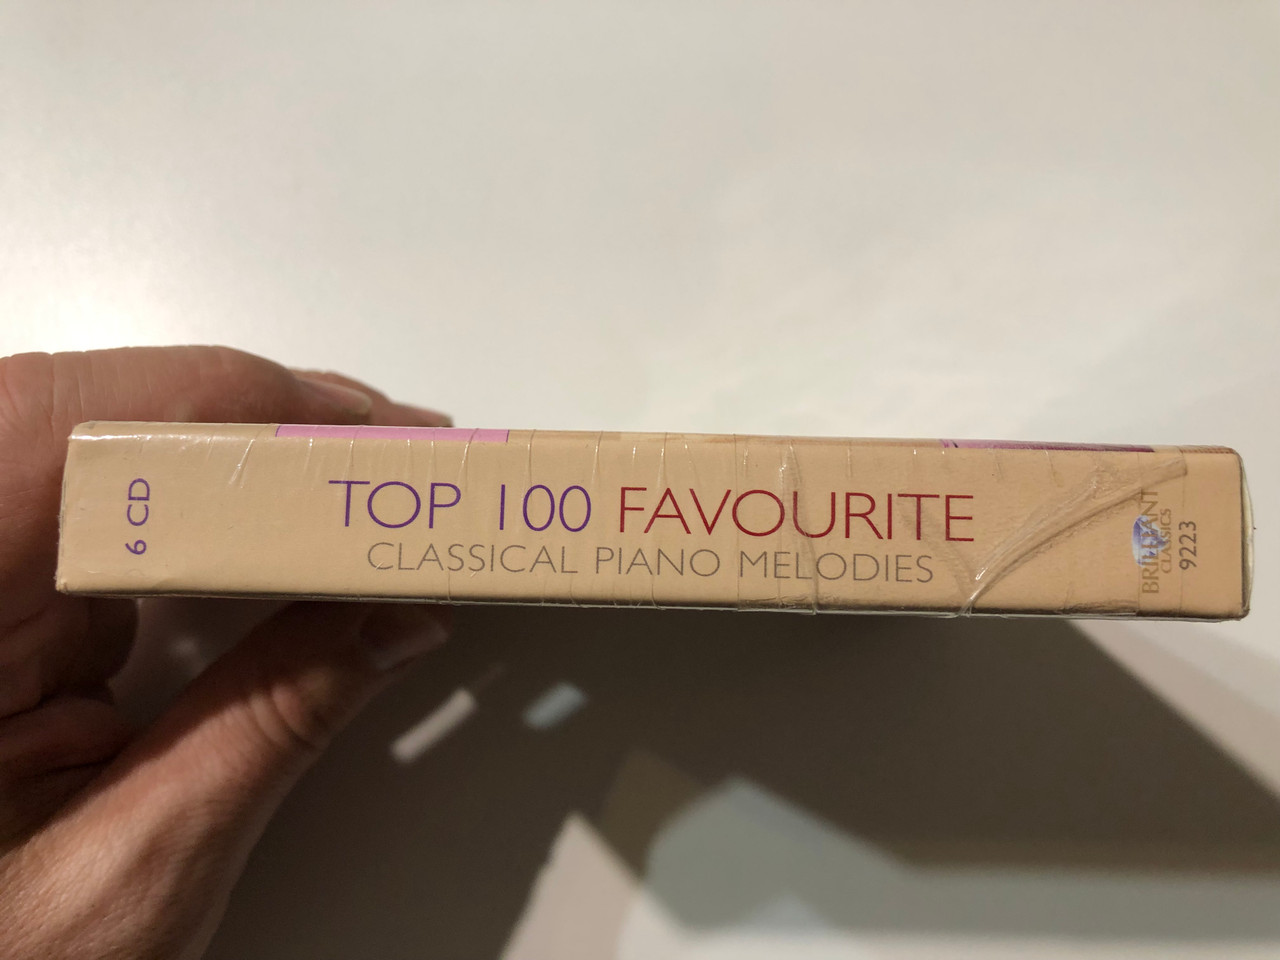 6 CD
TOP 100 FAVOURITE
CLASSICAL PIANO MELODIES
BRILLIANT
CLASSICS
9223